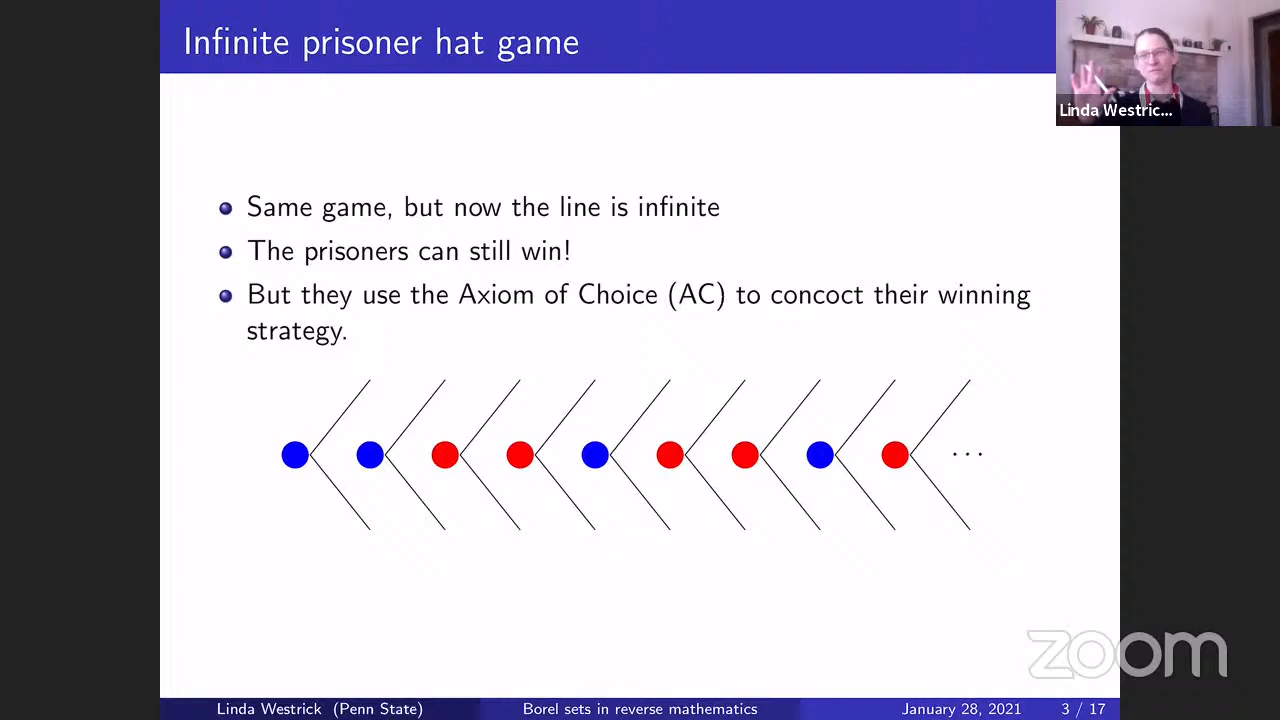 Infinite prisoner hat game
Linda Westric...
Same game, but now the line is infinite
The prisoners can still win!
But they use the Axiom of Choice (AC) to concoct their winning
strategy.
...
zoom
Linda Westrick (Penn State)
Borel sets in reverse mathematics
January 28, 2021
3 / 17